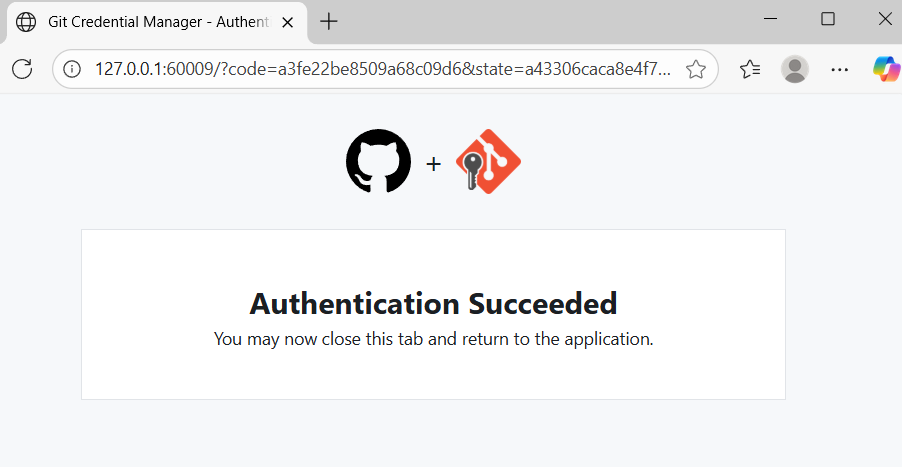 Git Credential Manager - Authent
127.0.0.1:60009/?code=a3fe22be8509a68c09d6&state=a43306caca8e4f7...
+
Authentication Succeeded
You may now close this tab and return to the application.